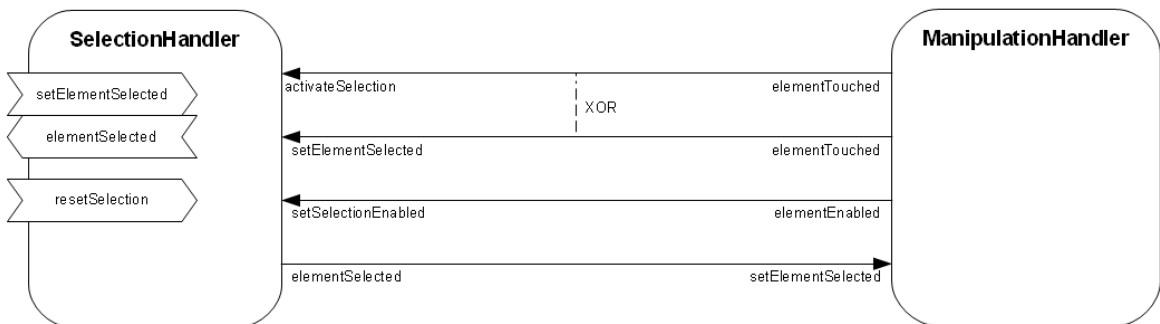 SelectionHandler
ManipulationHandler
setElementSelected
activateSelection
elementTouched
XOR
elementSelected
setElementSelected
elementTouched
resetSelection
setSelectionEnabled
elementEnabled
elementSelected
setElementSelected